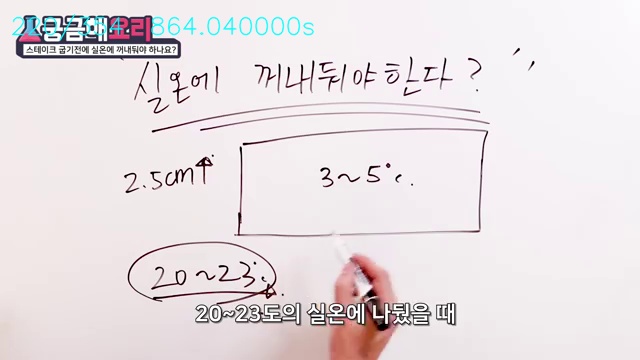 864.040000s
궁금해요리
스테이크 굽기전에 실온에 꺼내둬야 하나요?
실온에 꺼내둬야한다?
2.5cm↑
3~5℃.
20~23℃.
20~23도의 실온에 나뒀을 때